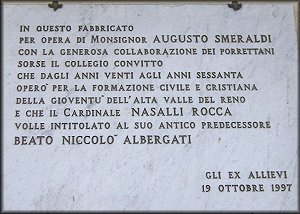 IN QUESTO FABBRICATO
PER OPERA DI MONSIGNOR AUGUSTO SMERALDI
CON LA GENEROSA COLLABORAZIONE DEI PORRETTANI
SORSE IL COLLEGIO CONVITTO
CHE DAGLI ANNI VENTI AGLI ANNI SESSANTA
OPERO' PER LA FORMAZIONE CIVILE E CRISTIANA
DELLA GIOVENTU' DELL'ALTA VALLE DEL RENO
E CHE IL CARDINALE NASALLI ROCCA
VOLLE INTITOLATO AL SUO ANTICO PREDECESSORE
BEATO NICCOLO' ALBERGATI
GLI EX ALLIEVI
19 OTTOBRE 1997